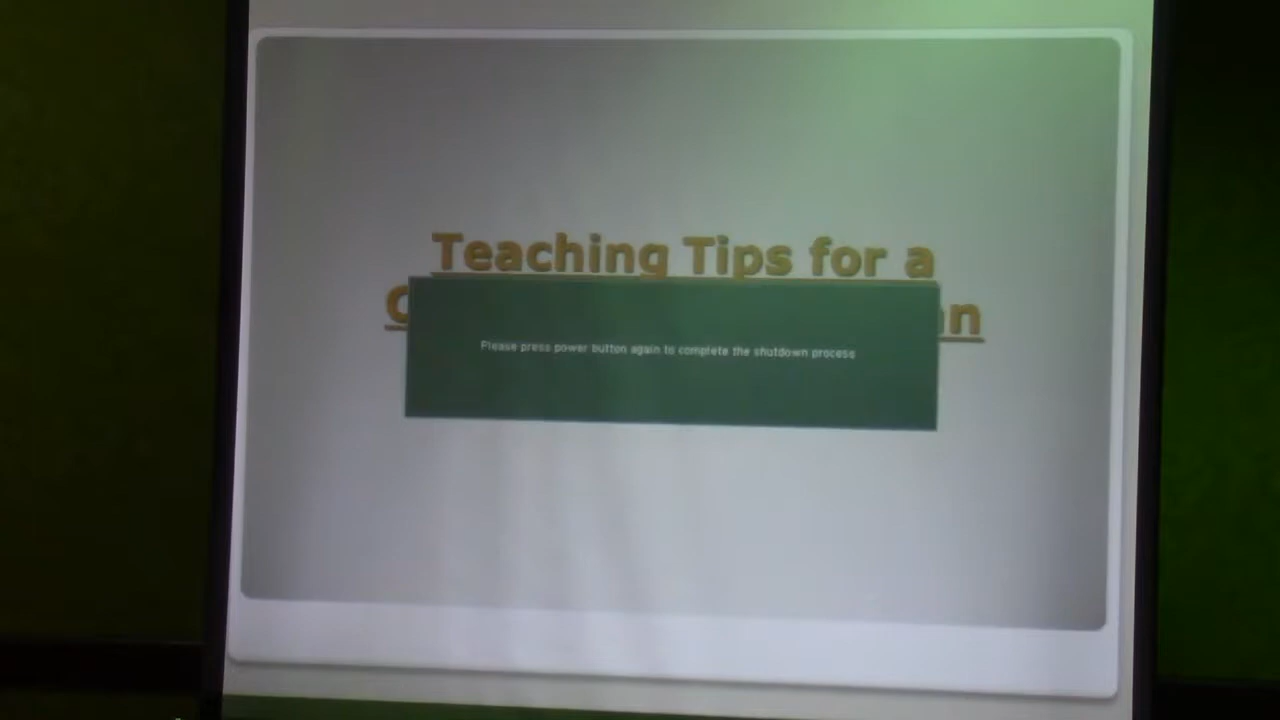 Teaching Tips for a
Please press power button again to complete the shutdown process